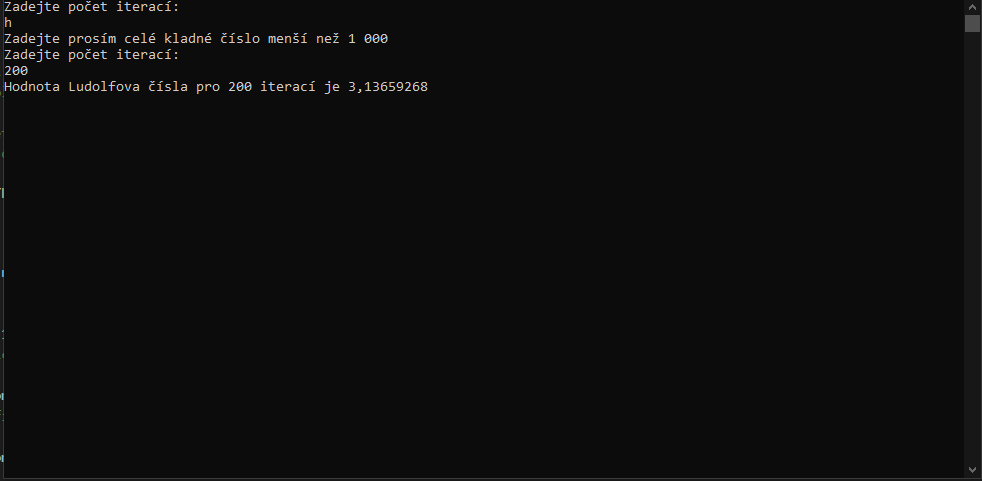 Zadejte počet iterací:
h
Zadejte prosím celé kladné číslo menší než 1 000
Zadejte počet iterací:
200
Hodnota Ludolfova čísla pro 200 iterací je 3,13659268